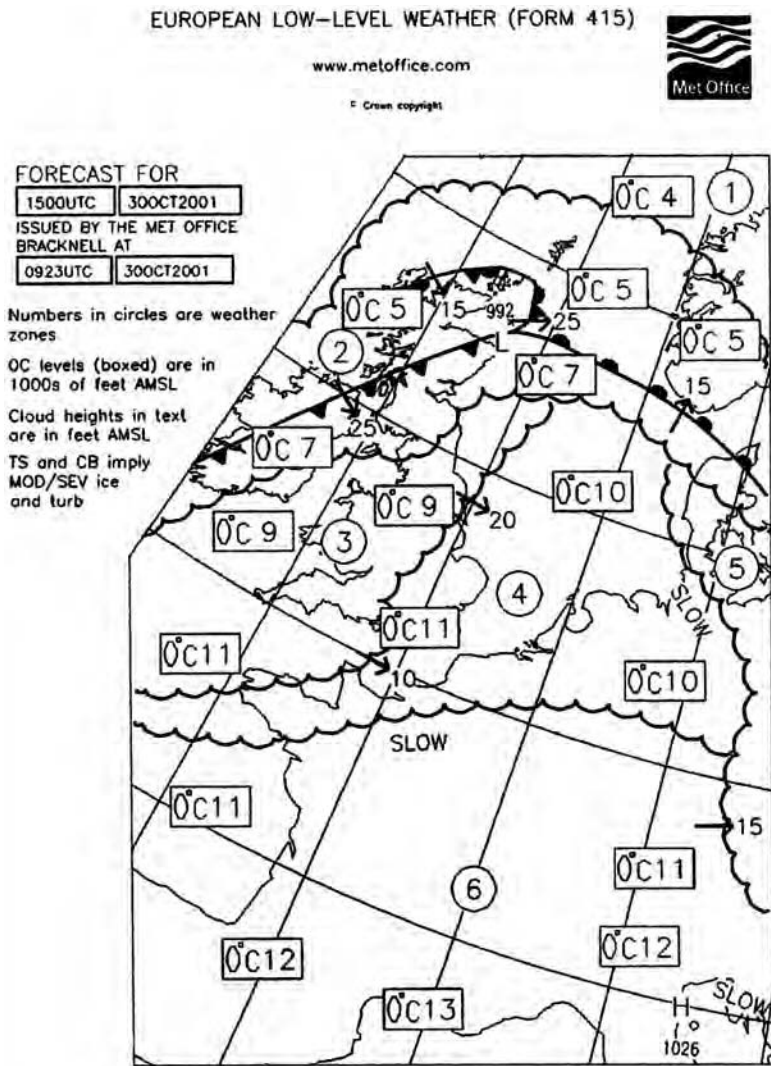 EUROPEAN LOW-LEVEL WEATHER (FORM 415)
www.metoffice.com
Met Office
© Crown copyright
FORECAST FOR
1500UTC 30OCT2001
ISSUED BY THE MET OFFICE
BRACKNELL AT
0923UTC 30OCT2001
Numbers in circles are weather
zones
0C levels (boxed) are in
1000s of feet AMSL
Cloud heights in text
are in feet AMSL
TS and CB imply
MOD/SEV ice
and turb
0°C 4
1
0°C 5
0°C 5
15
992
25
L
0°C 5
2
0°C 7
15
25
0°C 7
0°C 9
0°C 10
20
0°C 9
3
5
4
SLOW
0°C 11
0°C 11
10
0°C 10
SLOW
0°C 11
15
0°C 11
6
0°C 12
0°C 12
0°C 13
H
SLOW
1026